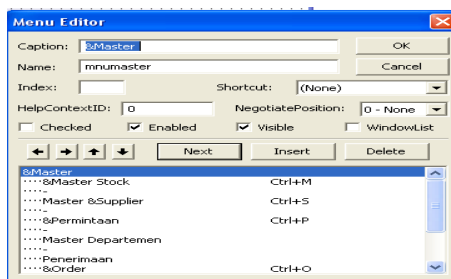 Menu Editor
Caption: &Master OK
Name: mnumaster Cancel
Index: Shortcut: (None)
HelpContextID: 0 NegotiatePosition: 0 - None
Checked Enabled Visible WindowList
Next Insert Delete
&Master
····&Master Stock Ctrl+M
····-
····Master &Supplier Ctrl+S
····-
····&Permintaan Ctrl+P
····-
····Master Departemen
····-
····Penerimaan
····&Order Ctrl+O